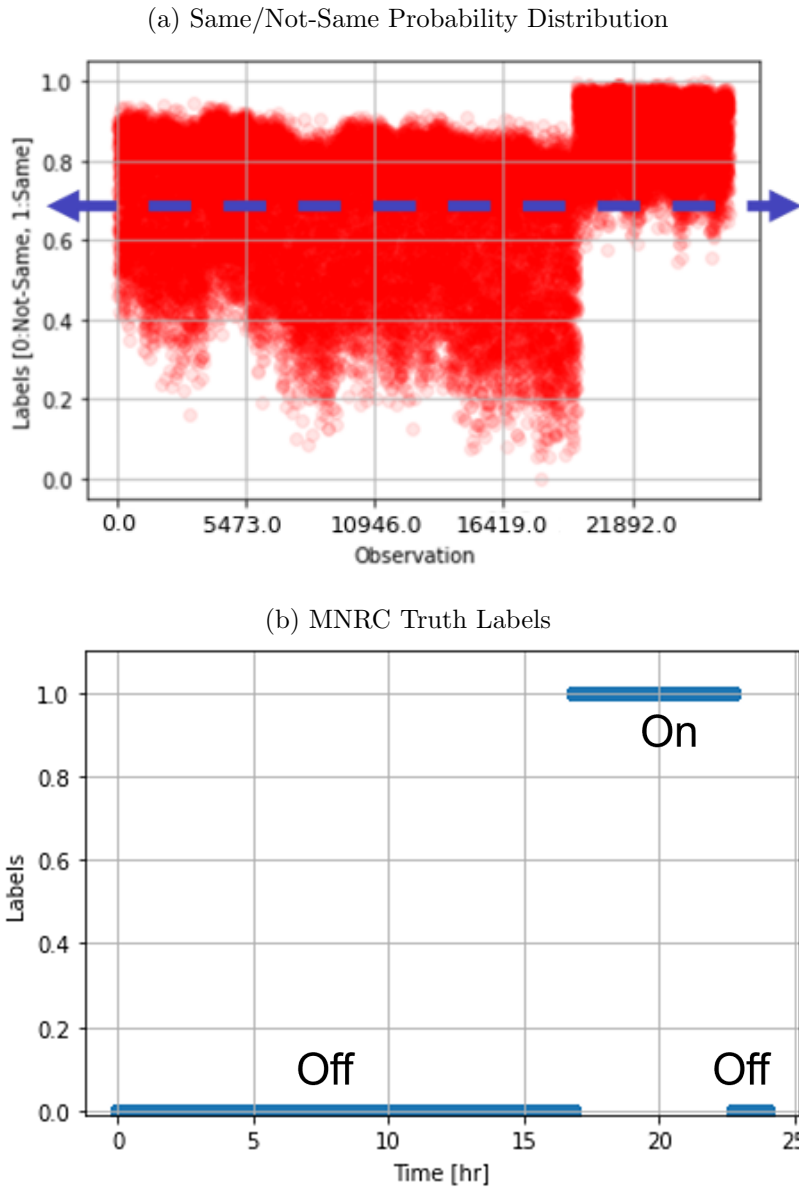 (a) Same/Not-Same Probability Distribution
Labels [0:Not-Same, 1:Same]
1.0
0.8
0.6
0.4
0.2
0.0
0.0 5473.0 10946.0 16419.0 21892.0
Observation
(b) MNRC Truth Labels
Labels
1.0
On
0.8
0.6
0.4
0.2
Off Off
0.0
0 5 10 15 20 25
Time [hr]